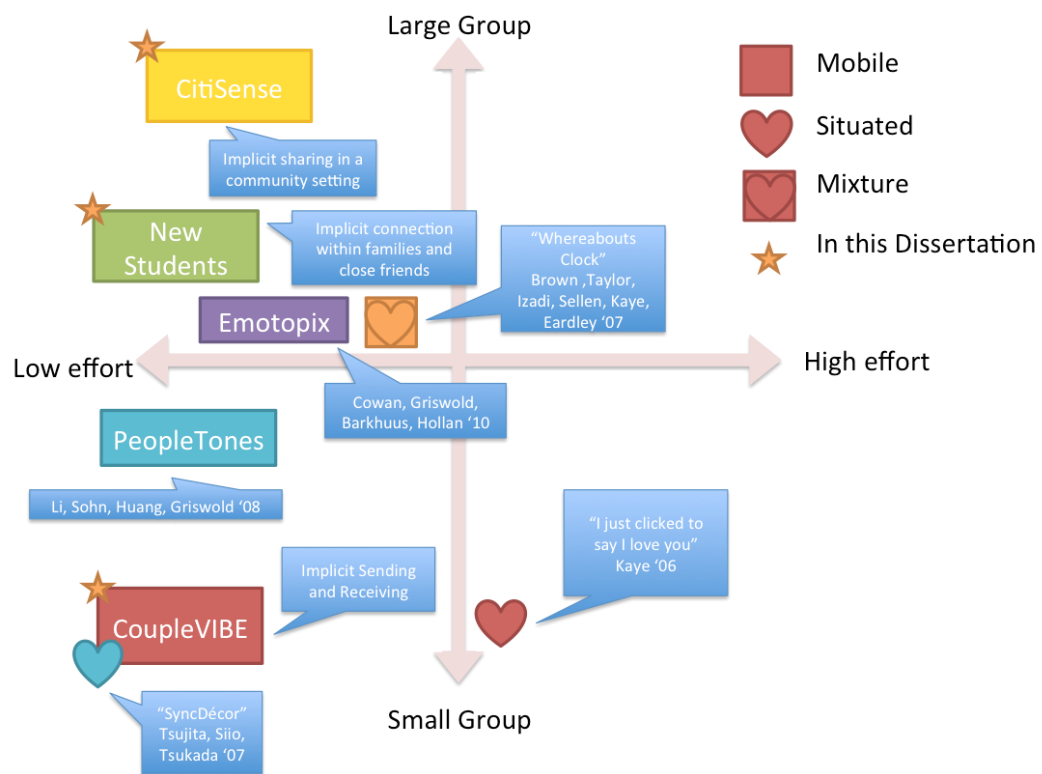 Large Group
CitiSense
Mobile
Situated
Implicit sharing in a
community setting
Mixture
New
Students
Implicit connection
within families and
close friends
"Whereabouts
Clock"
Brown ,Taylor,
Izadi, Sellen, Kaye,
Eardley '07
In this Dissertation
Emotopix
Low effort
High effort
Cowan, Griswold,
Barkhuus, Hollan '10
PeopleTones
Li, Sohn, Huang, Griswold '08
"I just clicked to
say I love you"
Kaye '06
Implicit Sending
and Receiving
CoupleVIBE
"SyncDécor"
Tsujita, Siio,
Tsukada '07
Small Group